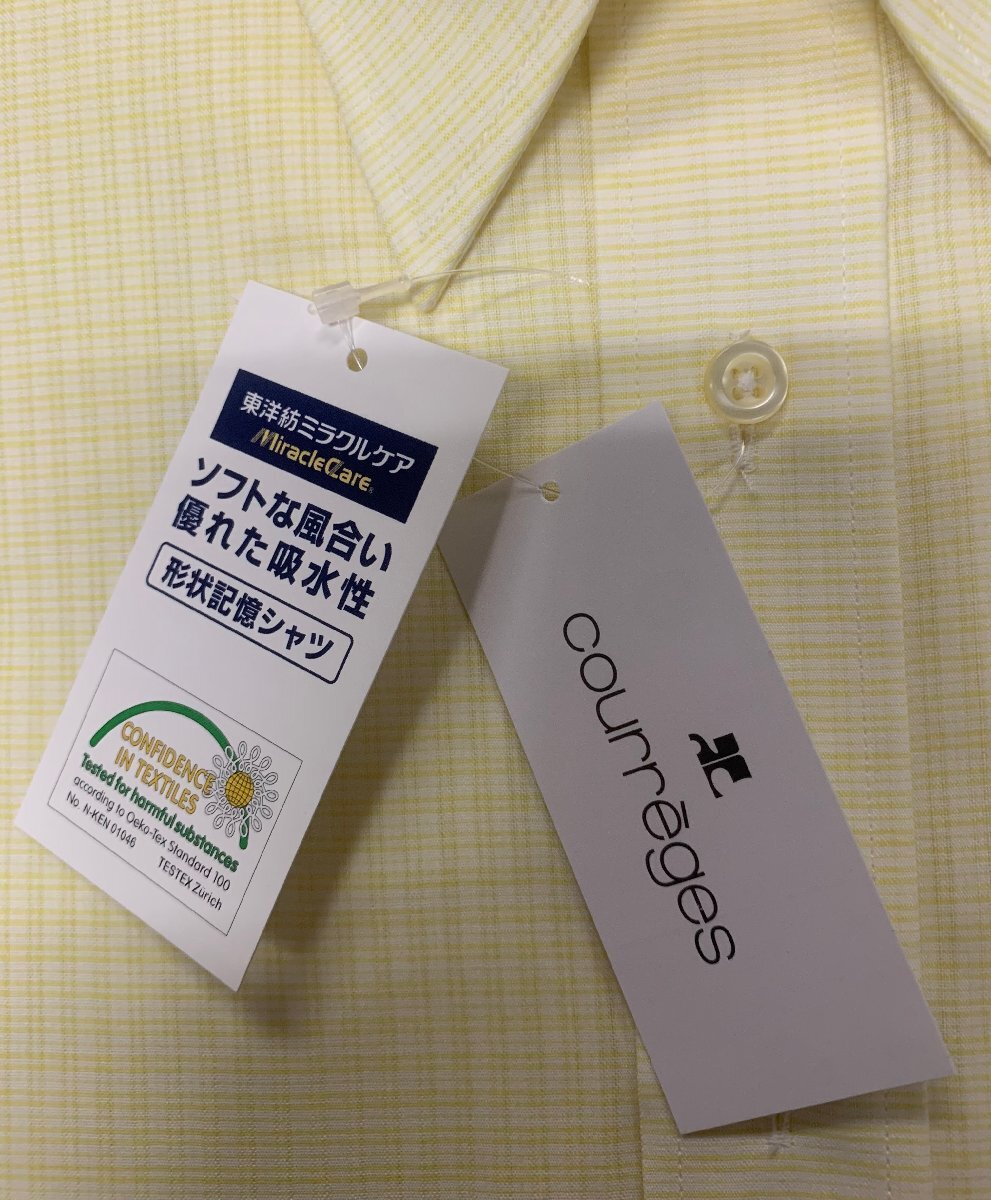 東洋紡ミラクルケア
MiracleCare®
ソフトな風合い
優れた吸水性
形状記憶シャツ
CONFIDENCE
IN TEXTILES
Tested for harmful substances
according to Oeko-Tex Standard 100
No N-KEN 01046 TESTEX Zürich
courrēges